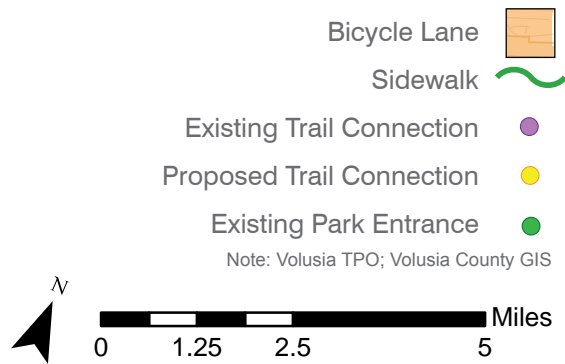 Bicycle Lane
Sidewalk
Existing Trail Connection
Proposed Trail Connection
Existing Park Entrance
Note: Volusia TPO; Volusia County GIS
N
Miles
0 1.25 2.5 5